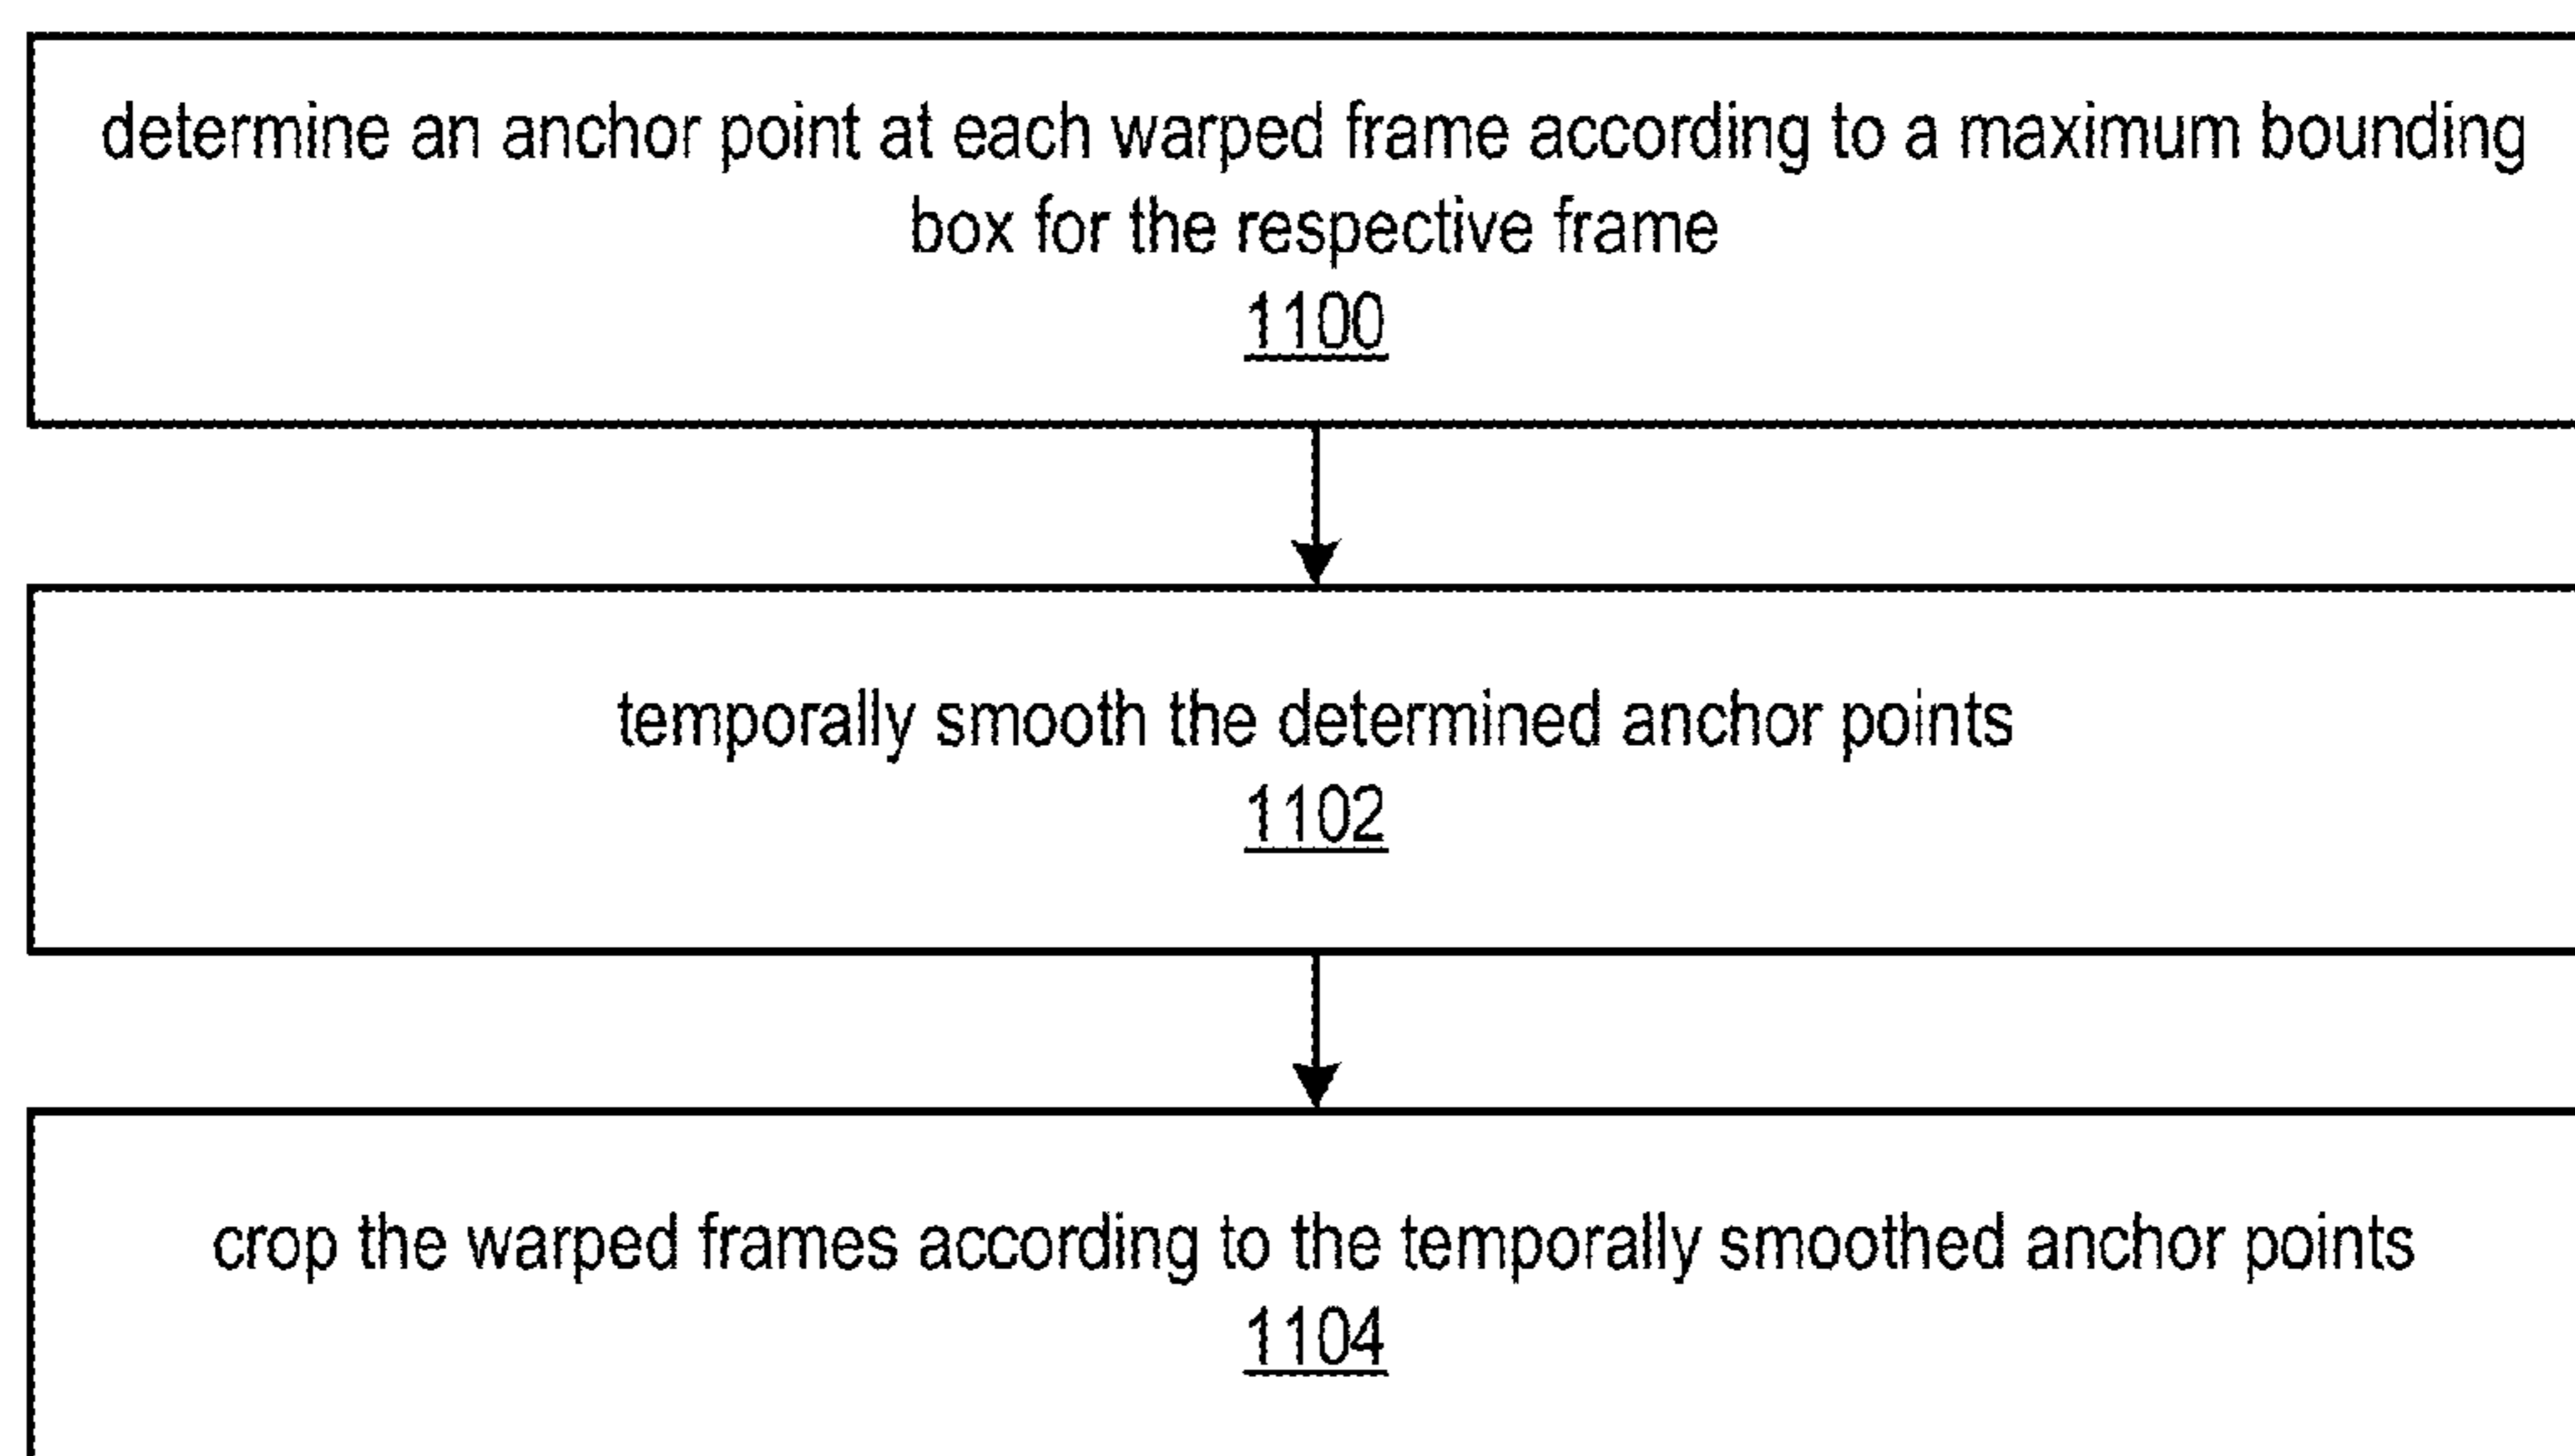 determine an anchor point at each warped frame according to a maximum bounding
box for the respective frame
1100
temporally smooth the determined anchor points
1102
crop the warped frames according to the temporally smoothed anchor points
1104